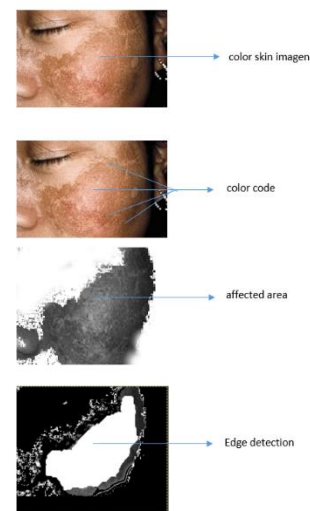 color skin imagen
color code
affected area
Edge detection